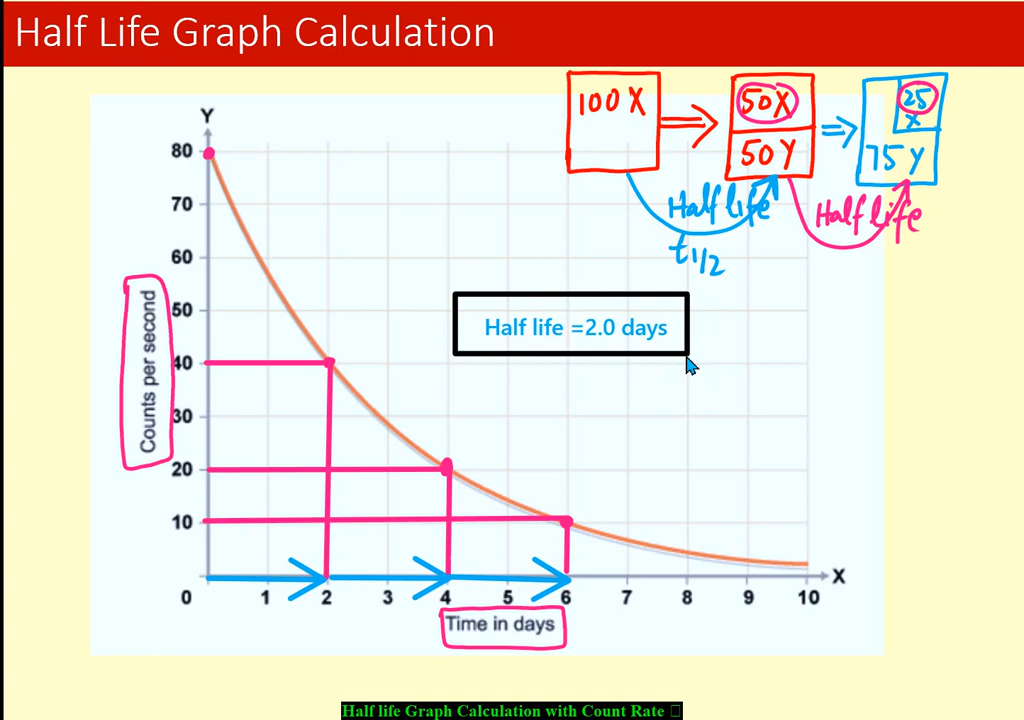 Half Life Graph Calculation
100 X
50X
50Y
25
X
75 Y
Half life
t1/2
Half life
Y
80
70
60
50
40
30
20
10
Counts per second
Half life =2.0 days
0 1 2 3 4 5 6 7 8 9 10
X
Time in days
Half life Graph Calculation with Count Rate